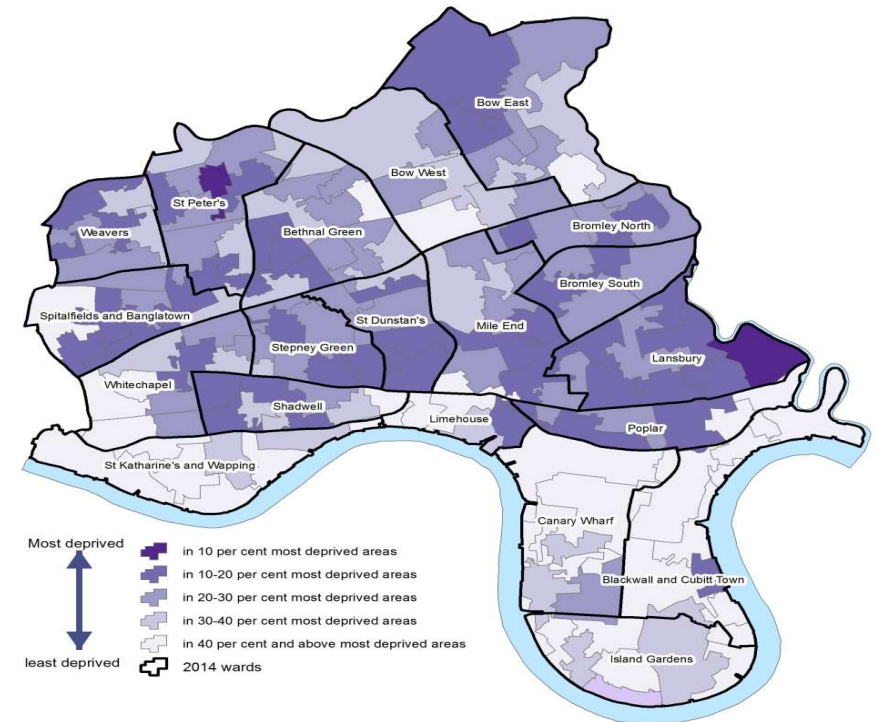 Bow East
Bow West
St Peter's
Weavers
Bethnal Green
Bromley North
Bromley South
Spitalfields and Banglatown
St Dunstan's
Mile End
Stepney Green
Lansbury
Whitechapel
Shadwell
Limehouse
Poplar
St Katharine's and Wapping
Canary Wharf
Blackwall and Cubitt Town
Island Gardens
Most deprived
least deprived
in 10 per cent most deprived areas
in 10-20 per cent most deprived areas
in 20-30 per cent most deprived areas
in 30-40 per cent most deprived areas
in 40 per cent and above most deprived areas
2014 wards